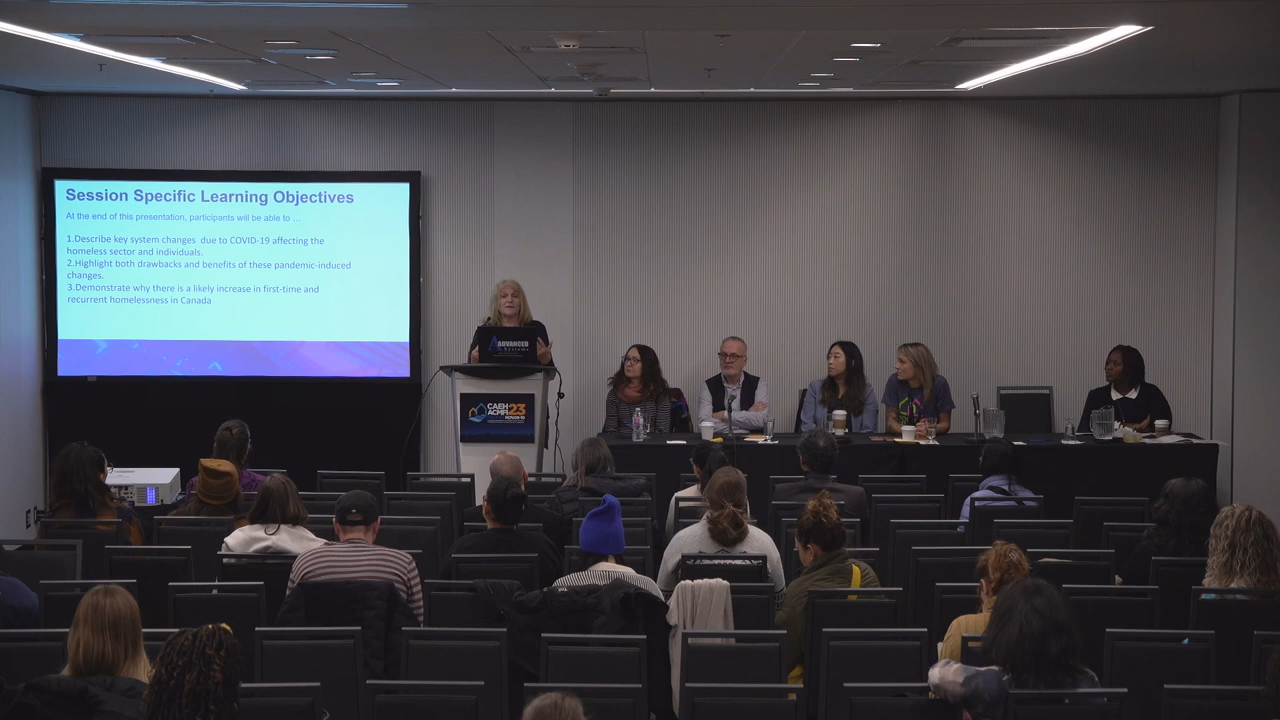 Session Specific Learning Objectives
At the end of this presentation, participants will be able to ...
1.Describe key system changes  due to COVID-19 affecting the
homeless sector and individuals.
2.Highlight both drawbacks and benefits of these pandemic-induced
changes.
3.Demonstrate why there is a likely increase in first-time and
recurrent homelessness in Canada
ADVANCED
Systems
CAEH
ACMFI
23